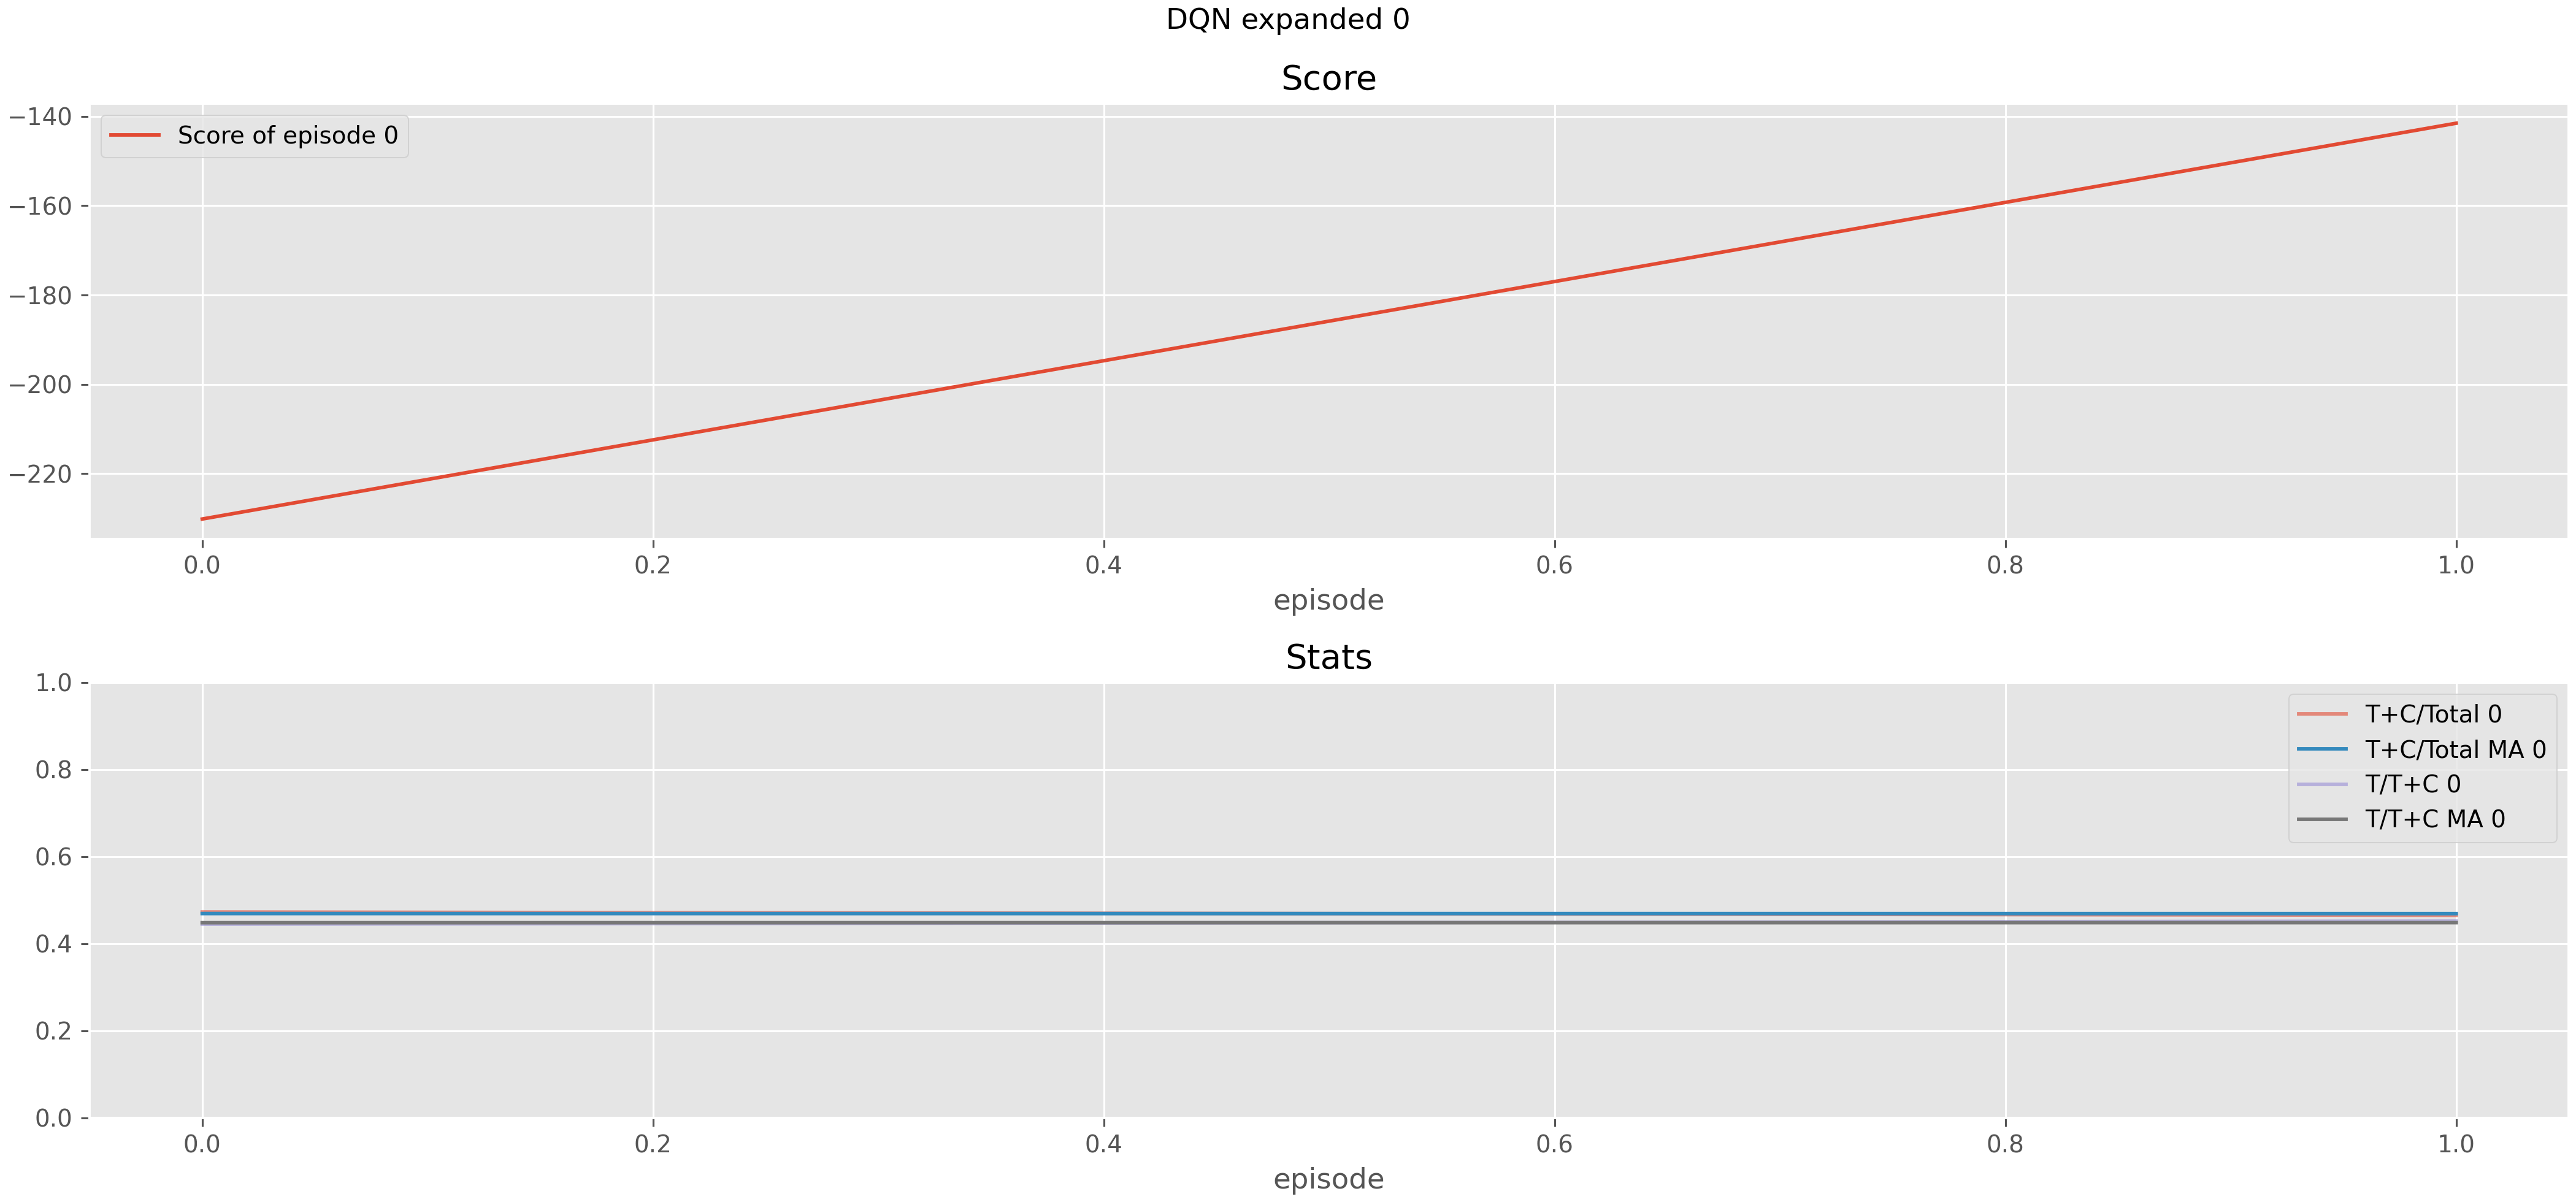 DQN expanded 0
Score
−140
−160
−180
−200
−220
Score of episode 0
0.0 0.2 0.4 0.6 0.8 1.0
episode
Stats
1.0
0.8
0.6
0.4
0.2
0.0
T+C/Total 0
T+C/Total MA 0
T/T+C 0
T/T+C MA 0
0.0 0.2 0.4 0.6 0.8 1.0
episode